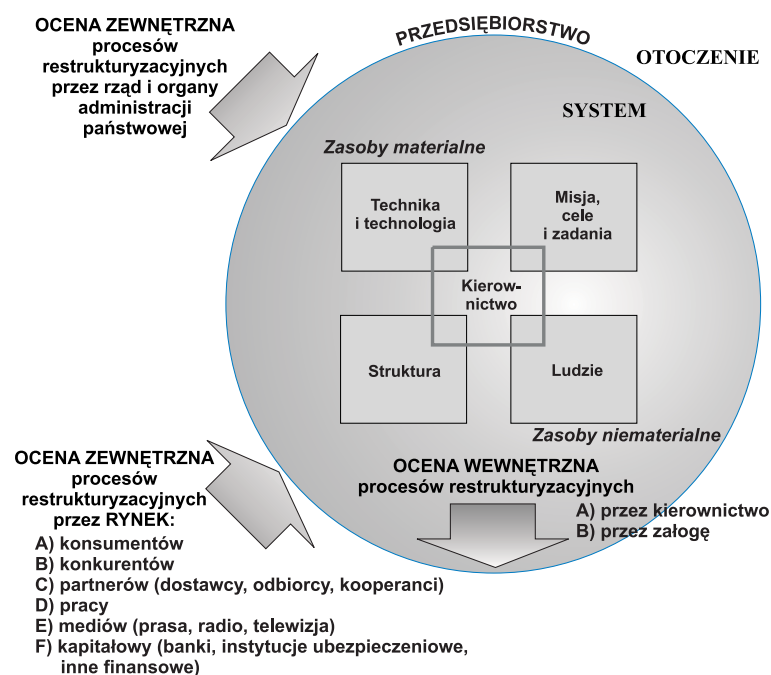 OCENA ZEWNĘTRZNA
procesów
restrukturyzacyjnych
przez rząd i organy
administracji
państwowej
PRZEDSIĘBIORSTWO
OTOCZENIE
SYSTEM
Zasoby materialne
Technika
i technologia
Misja,
cele
i zadania
Kierow-
nictwo
Struktura
Ludzie
Zasoby niematerialne
OCENA ZEWNĘTRZNA
procesów
restrukturyzacyjnych
przez RYNEK:
A) konsumentów
B) konkurentów
C) partnerów (dostawcy, odbiorcy, kooperanci)
D) pracy
E) mediów (prasa, radio, telewizja)
F) kapitałowy (banki, instytucje ubezpieczeniowe,
inne finansowe)
OCENA WEWNĘTRZNA
procesów restrukturyzacyjnych
A) przez kierownictwo
B) przez załogę